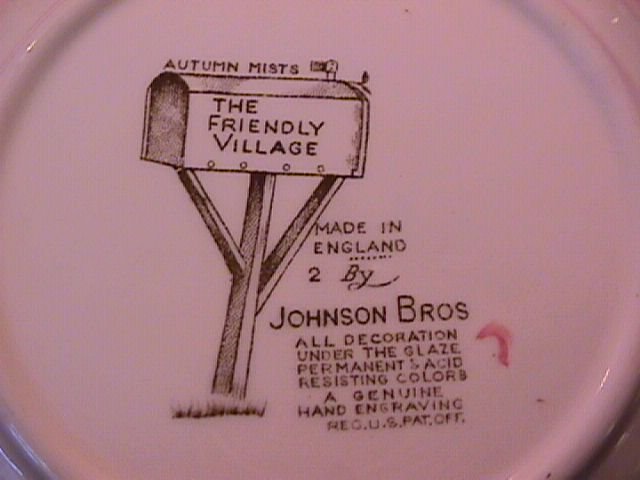 AUTUMN MISTS
THE
FRIENDLY
VILLAGE
MADE IN
ENGLAND
2 By
JOHNSON BROS
ALL DECORATION
UNDER THE GLAZE
PERMANENT & ACID
RESISTING COLORS
A GENUINE
HAND ENGRAVING
REG.U.S.PAT.OFF.